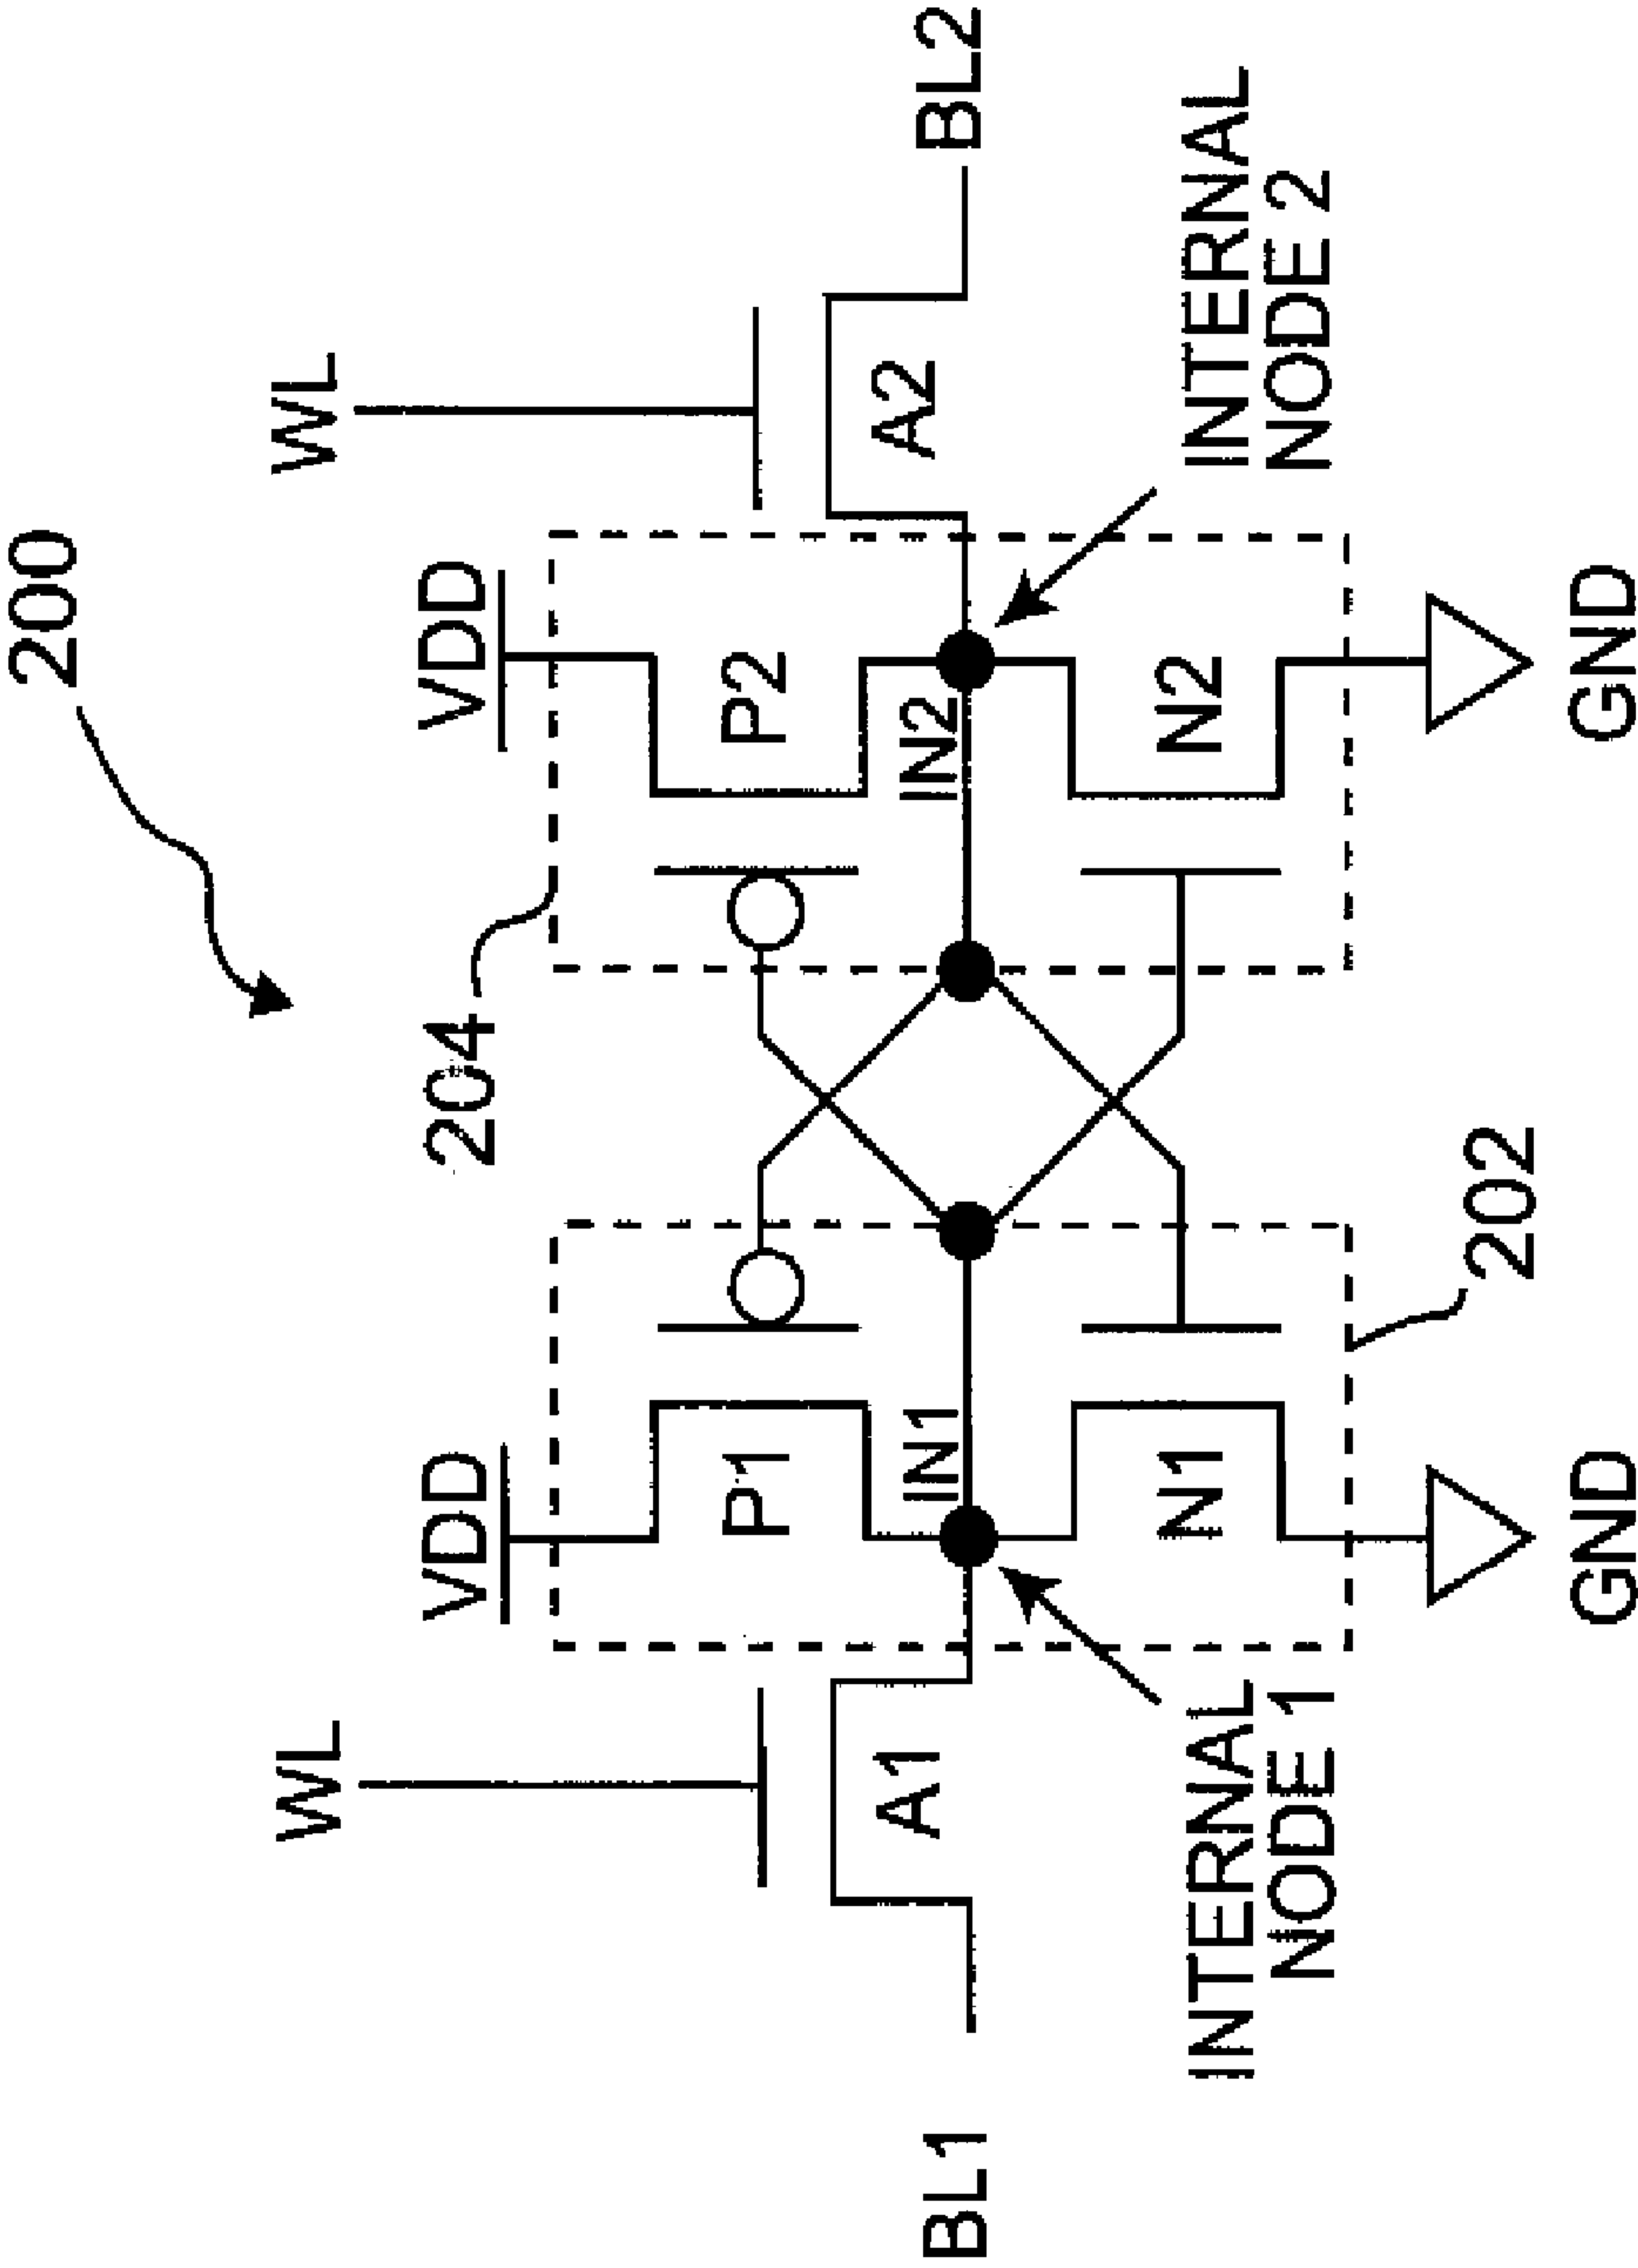 200
WL
WL
VDD
204
VDD
P1
P2
BL1
A1
IN1
IN2
A2
BL2
N1
N2
INTERNAL
NODE 1
INTERNAL
NODE 2
202
GND
GND